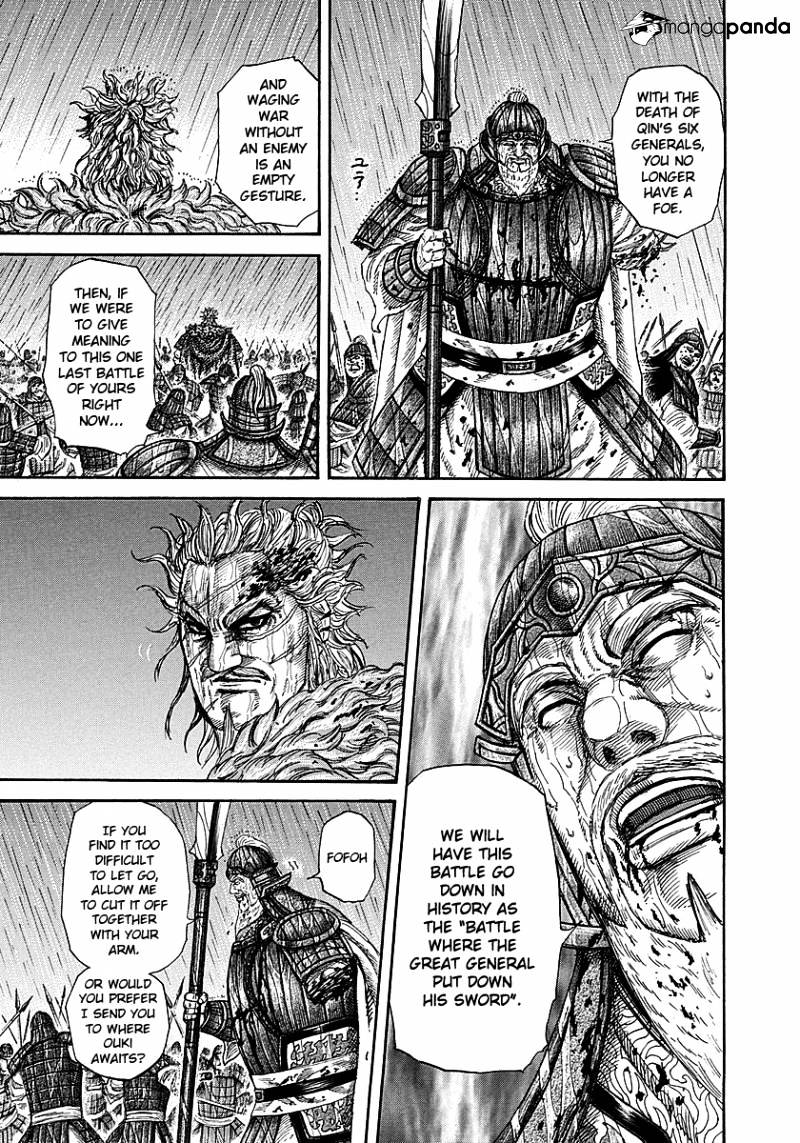 mangapanda
WITH THE
DEATH OF
QIN'S SIX
GENERALS,
YOU NO
LONGER
HAVE A
FOE.
AND
WAGING
WAR
WITHOUT
AN ENEMY
IS AN
EMPTY
GESTURE.
THEN, IF
WE WERE
TO GIVE
MEANING
TO THIS ONE
LAST BATTLE
OF YOURS
RIGHT
NOW...
WE WILL
HAVE THIS
BATTLE GO
DOWN IN
HISTORY AS
THE "BATTLE
WHERE THE
GREAT GENERAL
PUT DOWN
HIS SWORD".
FOFOH
IF YOU
FIND IT TOO
DIFFICULT
TO LET GO,
ALLOW ME
TO CUT IT OFF
TOGETHER
WITH YOUR
ARM.
OR WOULD
YOU PREFER
I SEND YOU
TO WHERE
OUKI
AWAITS?